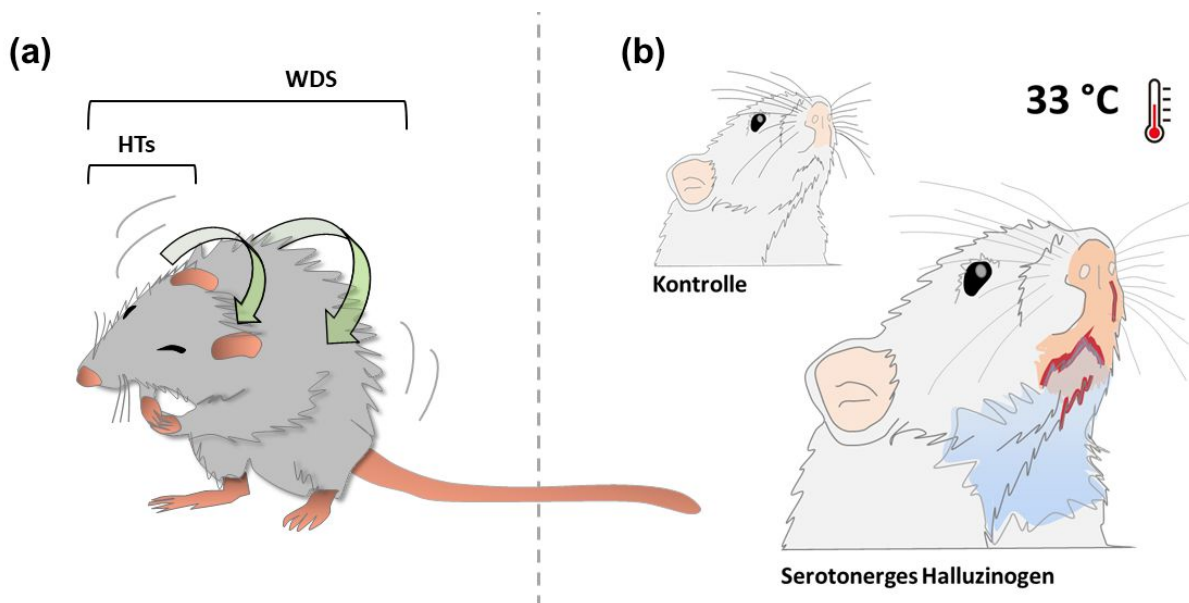 (a)
WDS
HTs
(b)
33 °C
Kontrolle
Serotonerges Halluzinogen